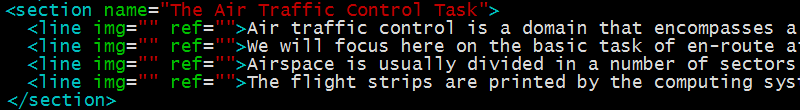 <section name="The Air Traffic Control Task">
<line img="" ref="">Air traffic control is a domain that encompasses a
<line img="" ref="">We will focus here on the basic task of en-route
<line img="" ref="">Airspace is usually divided in a number of sectors
<line img="" ref="">The flight strips are printed by the computing sys
</section>